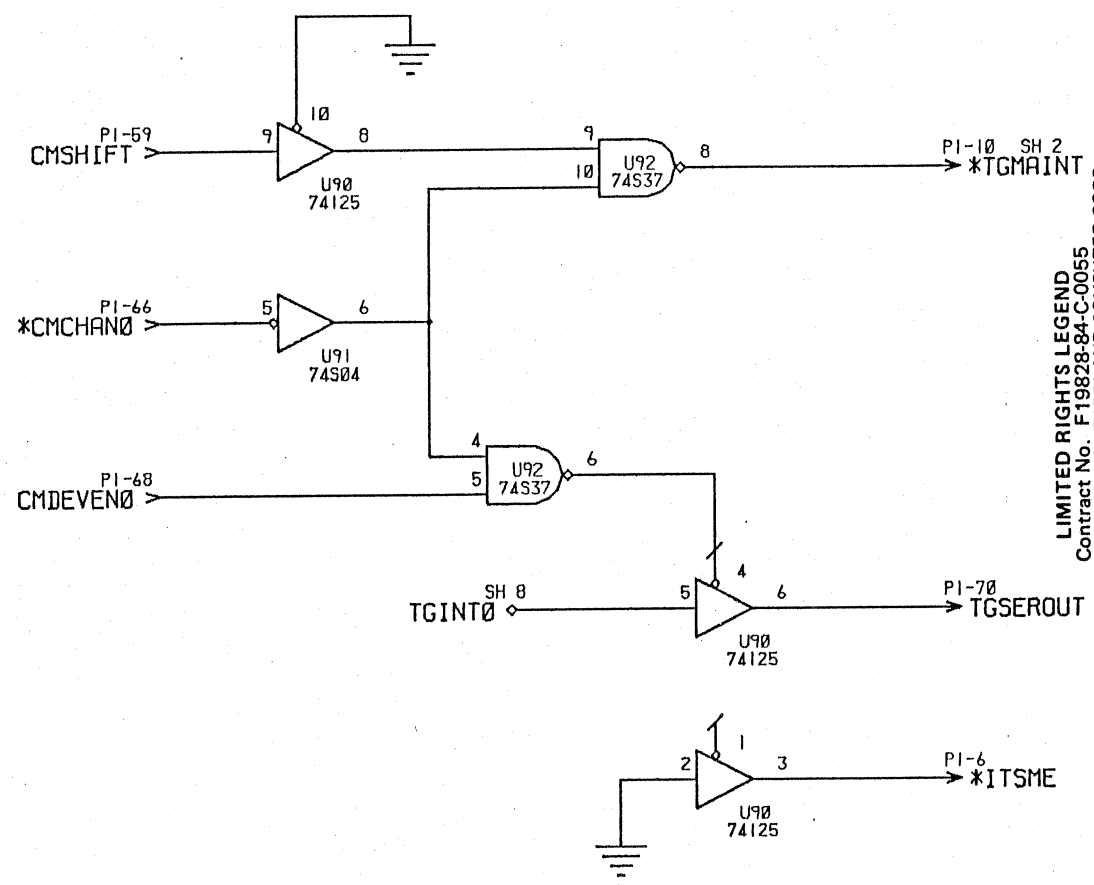 10
P1-59
9
8
CMSHIFT
U90
74125
9
10
U92
74S37
8
P1-10 SH 2
*TGMAINT
P1-66
5
6
*CMCHAN0
U91
74S04
4
5
U92
74S37
6
P1-68
CMDEVEN0
4
SH 8
5
6
TGINT0
U90
74125
P1-70
TGSEROUT
1
2
3
U90
74125
P1-6
*ITSME
LIMITED RIGHTS LEGEND
Contract No. F19828-84-C-0055